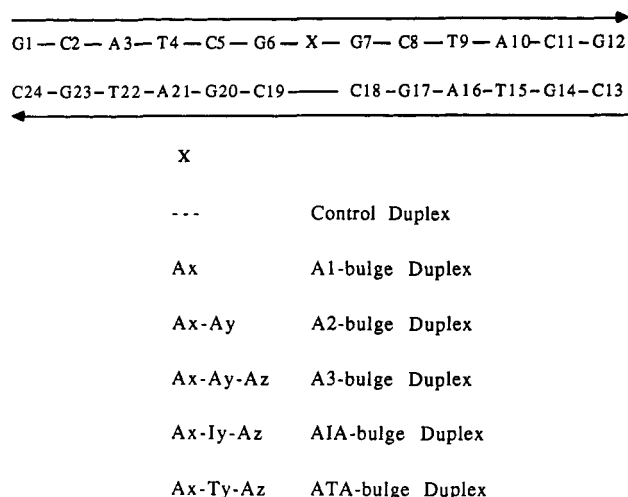 G1—C2—A3—T4—C5—G6—X—G7—C8—T9—A10—C11—G12
C24-G23-T22-A21-G20-C19——C18-G17-A16-T15-G14-C13
X
--- Control Duplex
Ax A1-bulge Duplex
Ax-Ay A2-bulge Duplex
Ax-Ay-Az A3-bulge Duplex
Ax-Iy-Az AIA-bulge Duplex
Ax-Ty-Az ATA-bulge Duplex